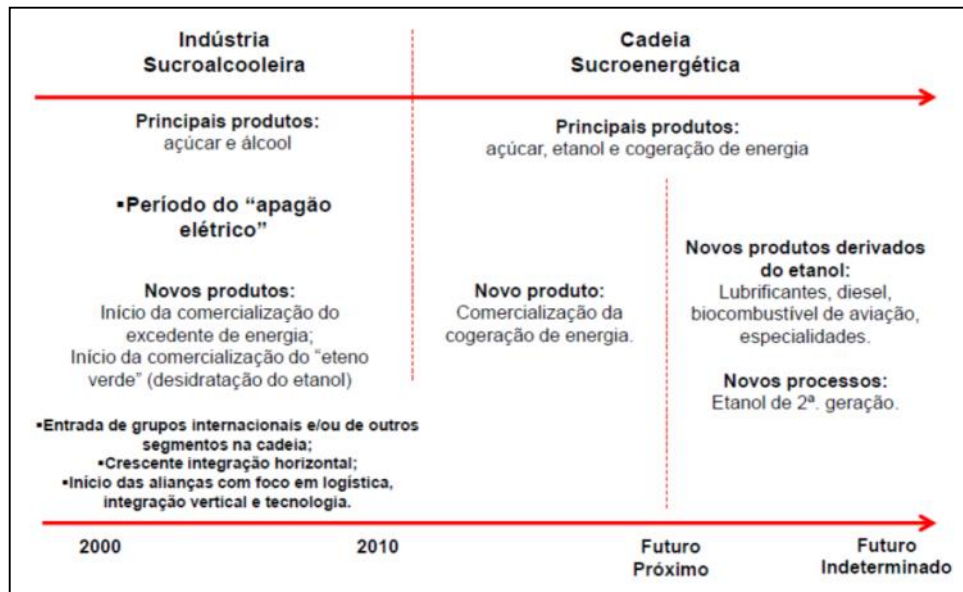 Indústria
Sucroalcooleira
Cadeia
Sucroenergética
Principais produtos:
açúcar e álcool
Principais produtos:
açúcar, etanol e cogeração de energia
▪Período do “apagão
elétrico”
Novos produtos:
Início da comercialização do
excedente de energia;
Início da comercialização do “eteno
verde” (desidratação do etanol)
Novo produto:
Comercialização da
cogeração de energia.
Novos produtos derivados
do etanol:
Lubrificantes, diesel,
biocombustível de aviação,
especialidades.
Novos processos:
Etanol de 2ª. geração.
▪Entrada de grupos internacionais e/ou de outros
segmentos na cadeia;
▪Crescente integração horizontal;
▪Início das alianças com foco em logística,
integração vertical e tecnologia.
2000
2010
Futuro
Próximo
Futuro
Indeterminado